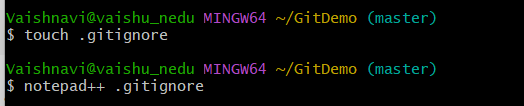 Vaishnavi@vaishu_nedu MINGW64 ~/GitDemo (master)
$ touch .gitignore
Vaishnavi@vaishu_nedu MINGW64 ~/GitDemo (master)
$ notepad++ .gitignore